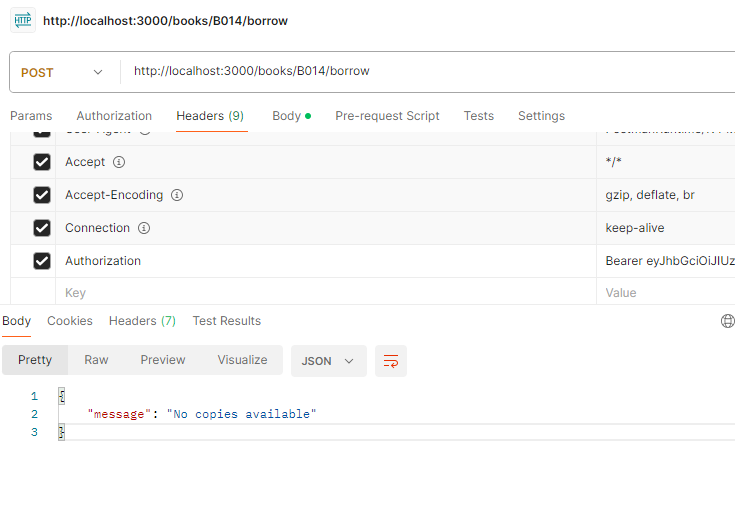 HTTP http://localhost:3000/books/B014/borrow
POST http://localhost:3000/books/B014/borrow
Params Authorization Headers (9) Body Pre-request Script Tests Settings
Accept */*
Accept-Encoding gzip, deflate, br
Connection keep-alive
Authorization Bearer eyJhbGciOiJIUz
Key Value
Body Cookies Headers (7) Test Results
Pretty Raw Preview Visualize JSON
1 {
2 "message": "No copies available"
3 }